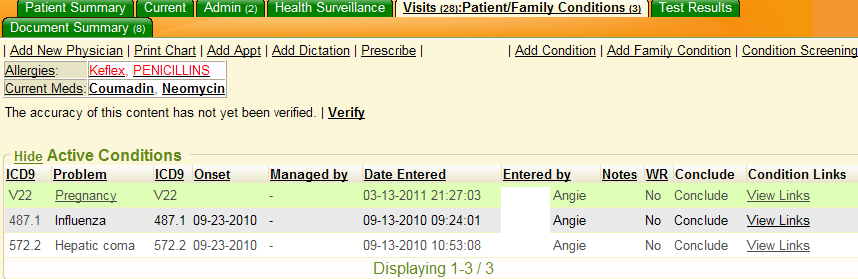 Patient Summary Current Admin (2) Health Surveillance Visits (28):Patient/Family Conditions (3) Test Results
Document Summary (8)
| Add New Physician | Print Chart | Add Appt | Add Dictation | Prescribe | | Add Condition | Add Family Condition | Condition Screening
Allergies: Keflex, PENICILLINS
Current Meds: Coumadin, Neomycin
The accuracy of this content has not yet been verified. | Verify
Hide Active Conditions
ICD9 Problem ICD9 Onset Managed by Date Entered Entered by Notes WR Conclude Condition Links
V22 Pregnancy V22 - 03-13-2011 21:27:03 Angie No Conclude View Links
487.1 Influenza 487.1 09-23-2010 - 09-13-2010 09:24:01 Angie No Conclude View Links
572.2 Hepatic coma 572.2 09-23-2010 - 09-13-2010 10:53:08 Angie No Conclude View Links
Displaying 1-3 / 3